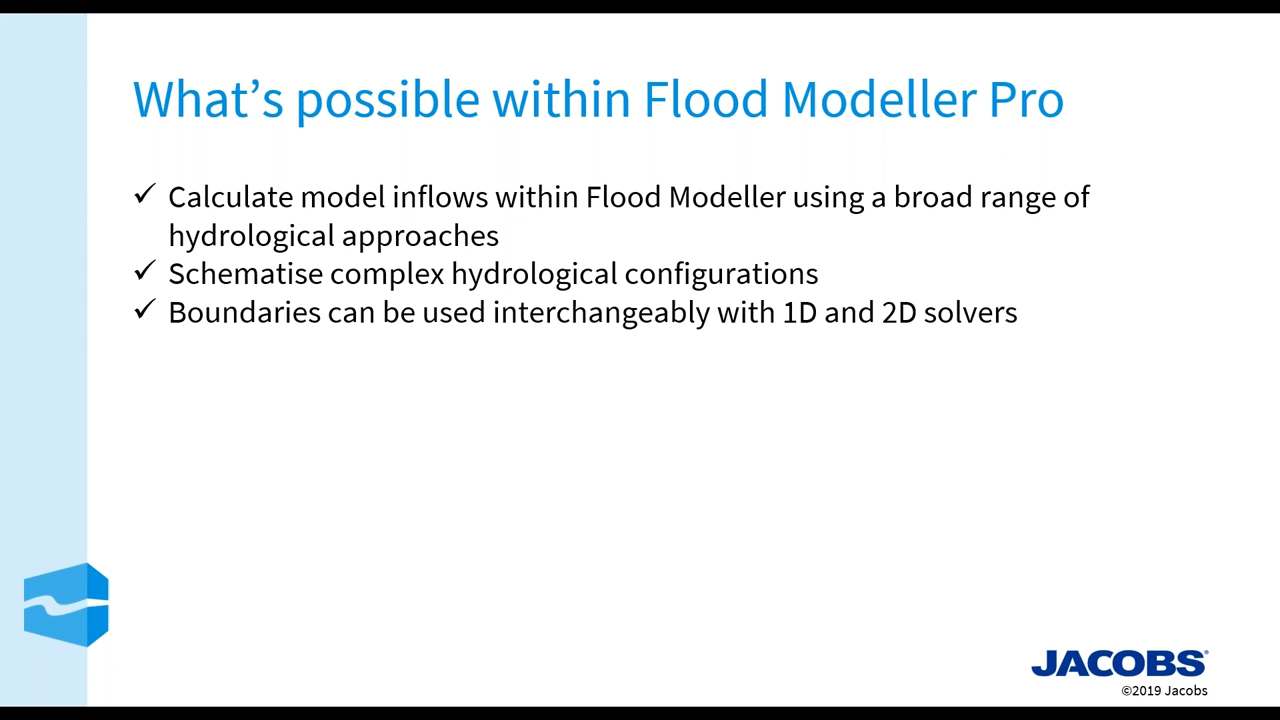 What's possible within Flood Modeller Pro
✓ Calculate model inflows within Flood Modeller using a broad range of
hydrological approaches
✓ Schematise complex hydrological configurations
✓ Boundaries can be used interchangeably with 1D and 2D solvers
JACOBS®
©2019 Jacobs